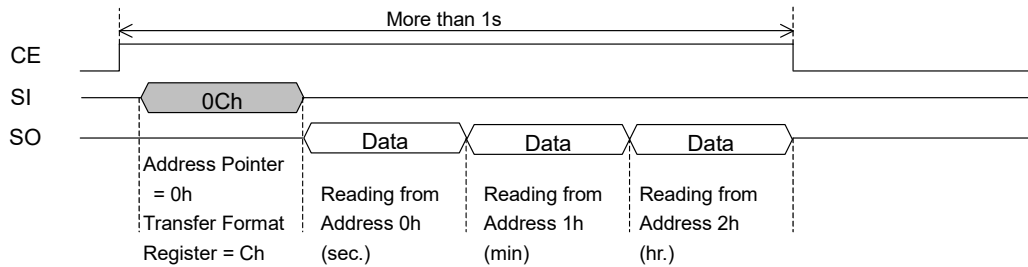 More than 1s
CE
SI
0Ch
SO
Data
Data
Data
Address Pointer
= 0h
Transfer Format
Register = Ch
Reading from
Address 0h
(sec.)
Reading from
Address 1h
(min)
Reading from
Address 2h
(hr.)